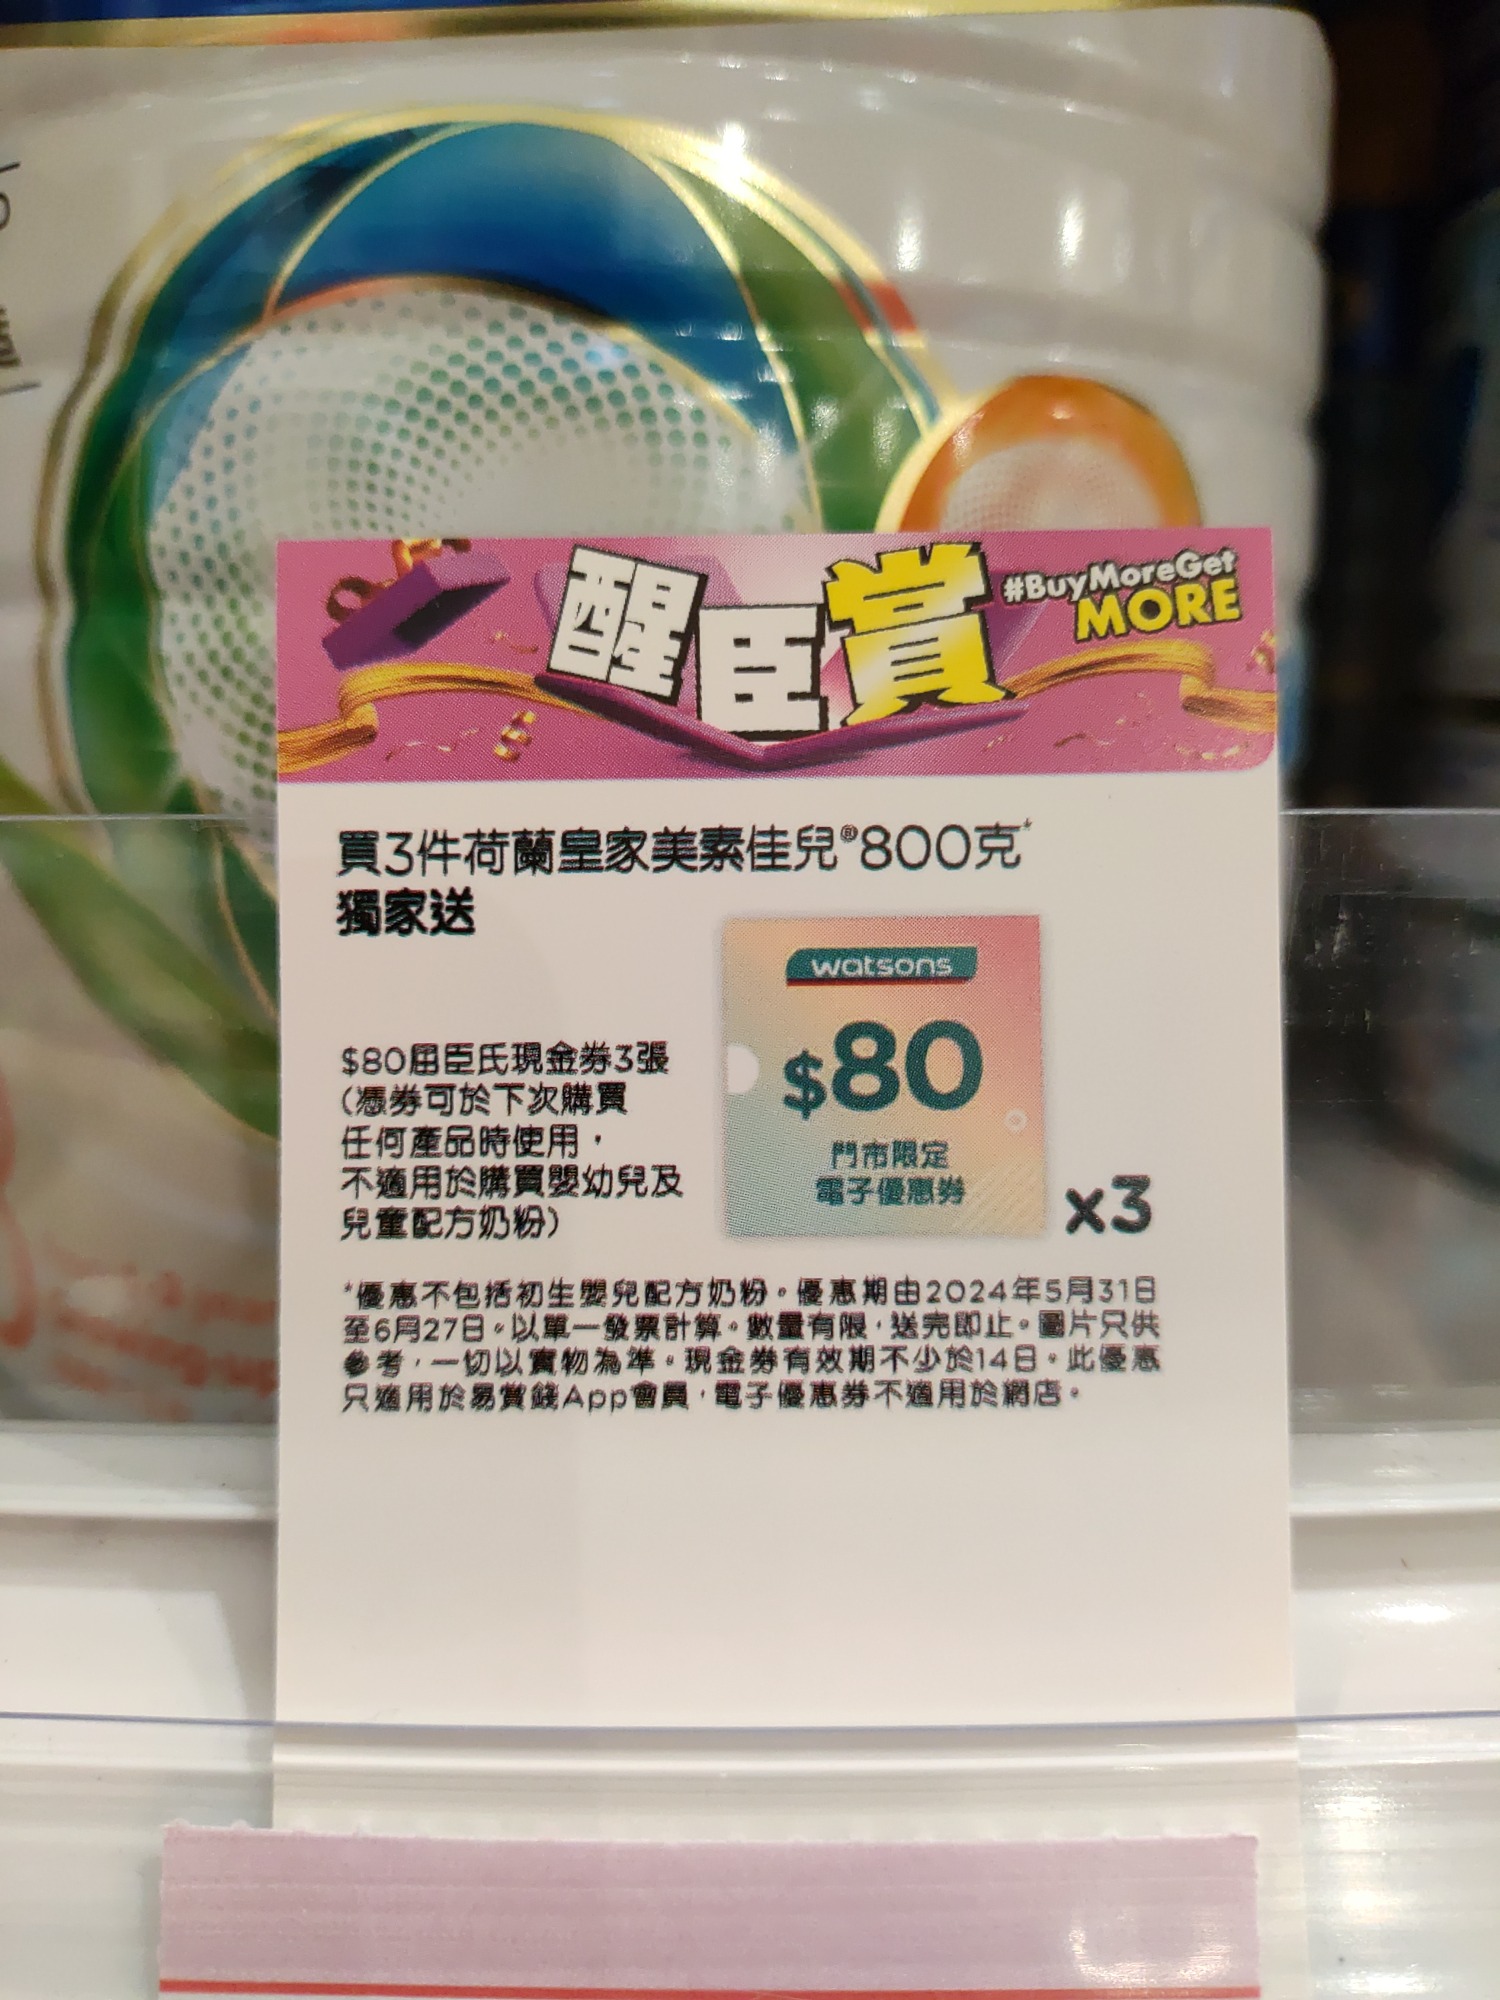 醒臣賞
#BuyMoreGet
MORE
買3件荷蘭皇家美素佳兒®800克*
獨家送
watsons
$80
門市限定
電子優惠券
x3
$80屈臣氏現金券3張
(憑券可於下次購買
任何產品時使用，
不適用於購買嬰幼兒及
兒童配方奶粉)
*優惠不包括初生嬰兒配方奶粉。優惠期由2024年5月31日
至6月27日。以單一發票計算。數量有限，送完即止。圖片只供
參考，一切以實物為準。現金券有效期不少於14日。此優惠
只適用於易賞錢App會員，電子優惠券不適用於網店。